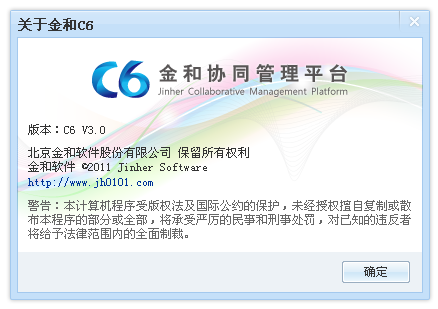 关于金和C6
C6 金和协同管理平台
Jinher Collaborative Management Platform
版本：C6 V3.0
北京金和软件股份有限公司 保留所有权利
金和软件 ©2011 Jinher Software
http://www.jh0101.com
警告：本计算机程序受版权法及国际公约的保护，未经授权擅自复制或散
布本程序的部分或全部，将承受严厉的民事和刑事处罚，对已知的违反者
将给予法律范围内的全面制裁。
确定